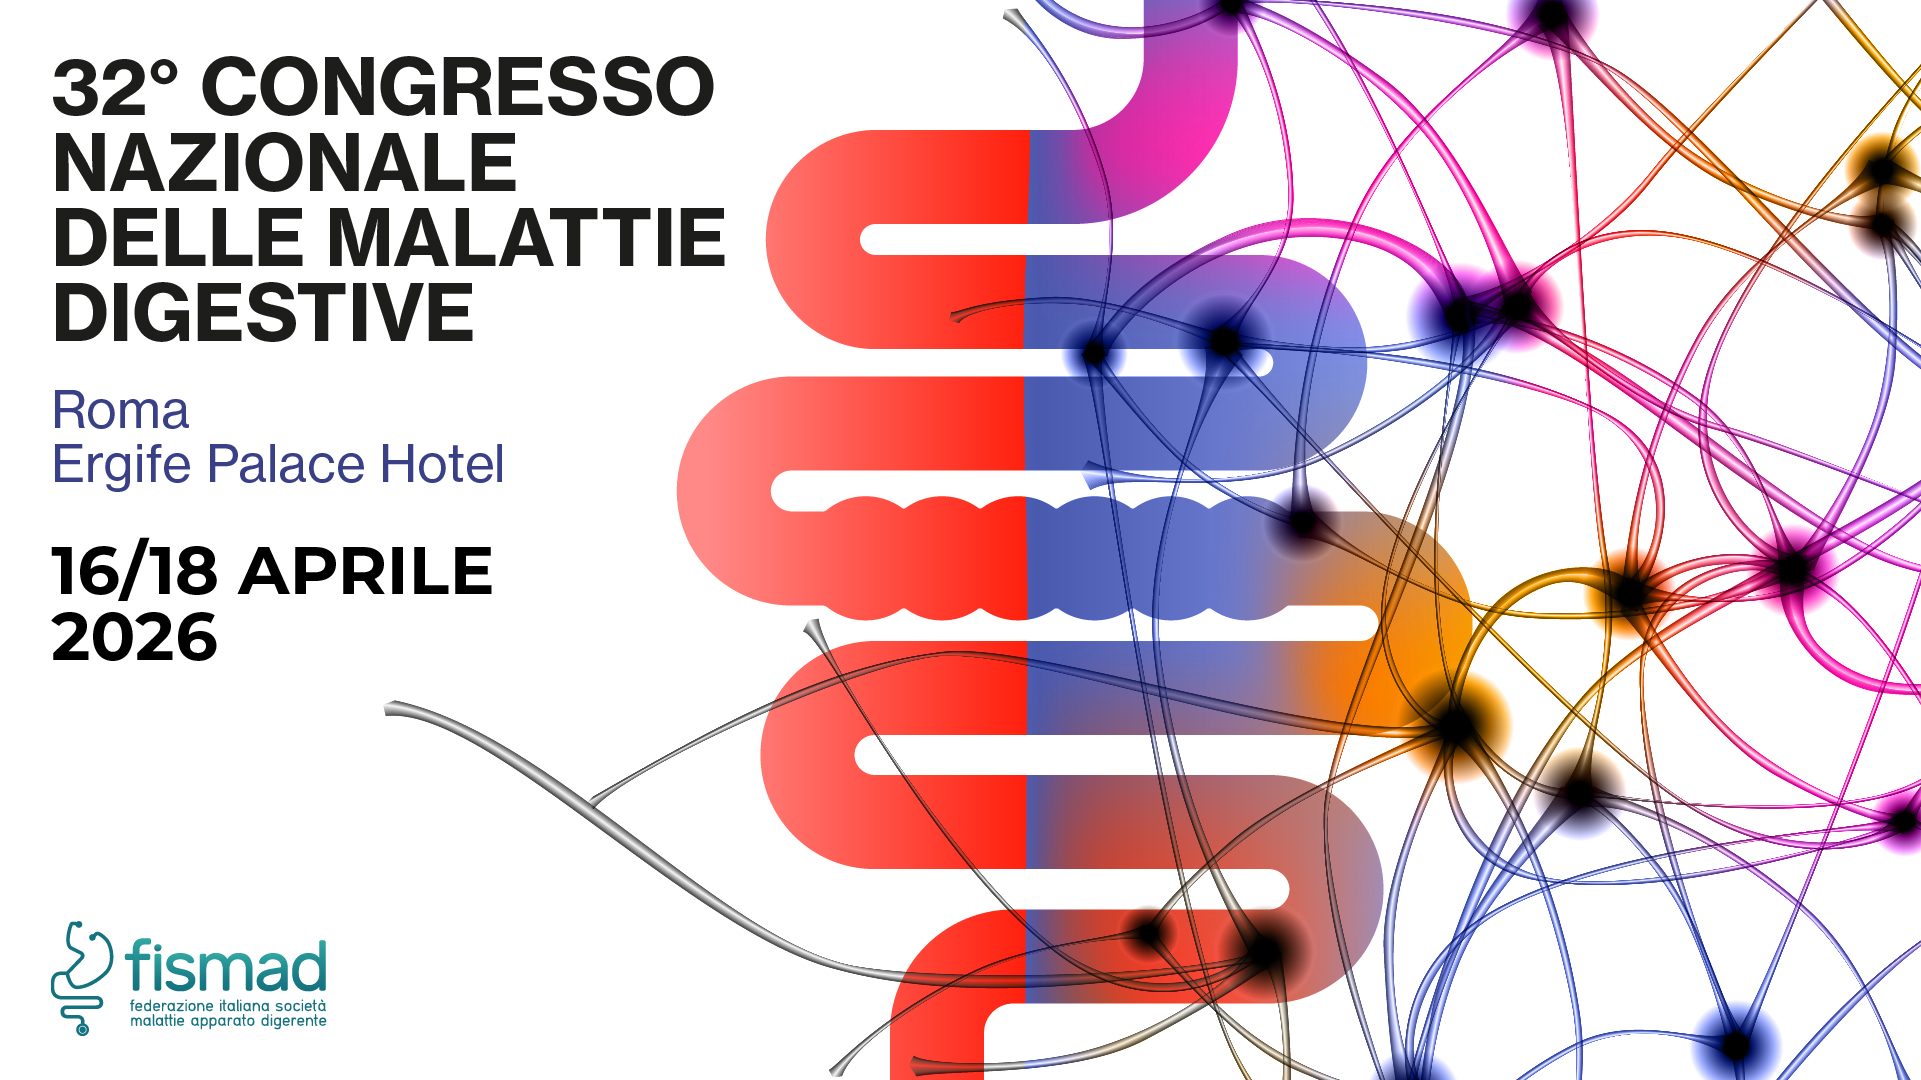 32° CONGRESSO
NAZIONALE
DELLE MALATTIE
DIGESTIVE
Roma
Ergife Palace Hotel
16/18 APRILE
2026
fismad
federazione italiana società
malattie apparato digerente